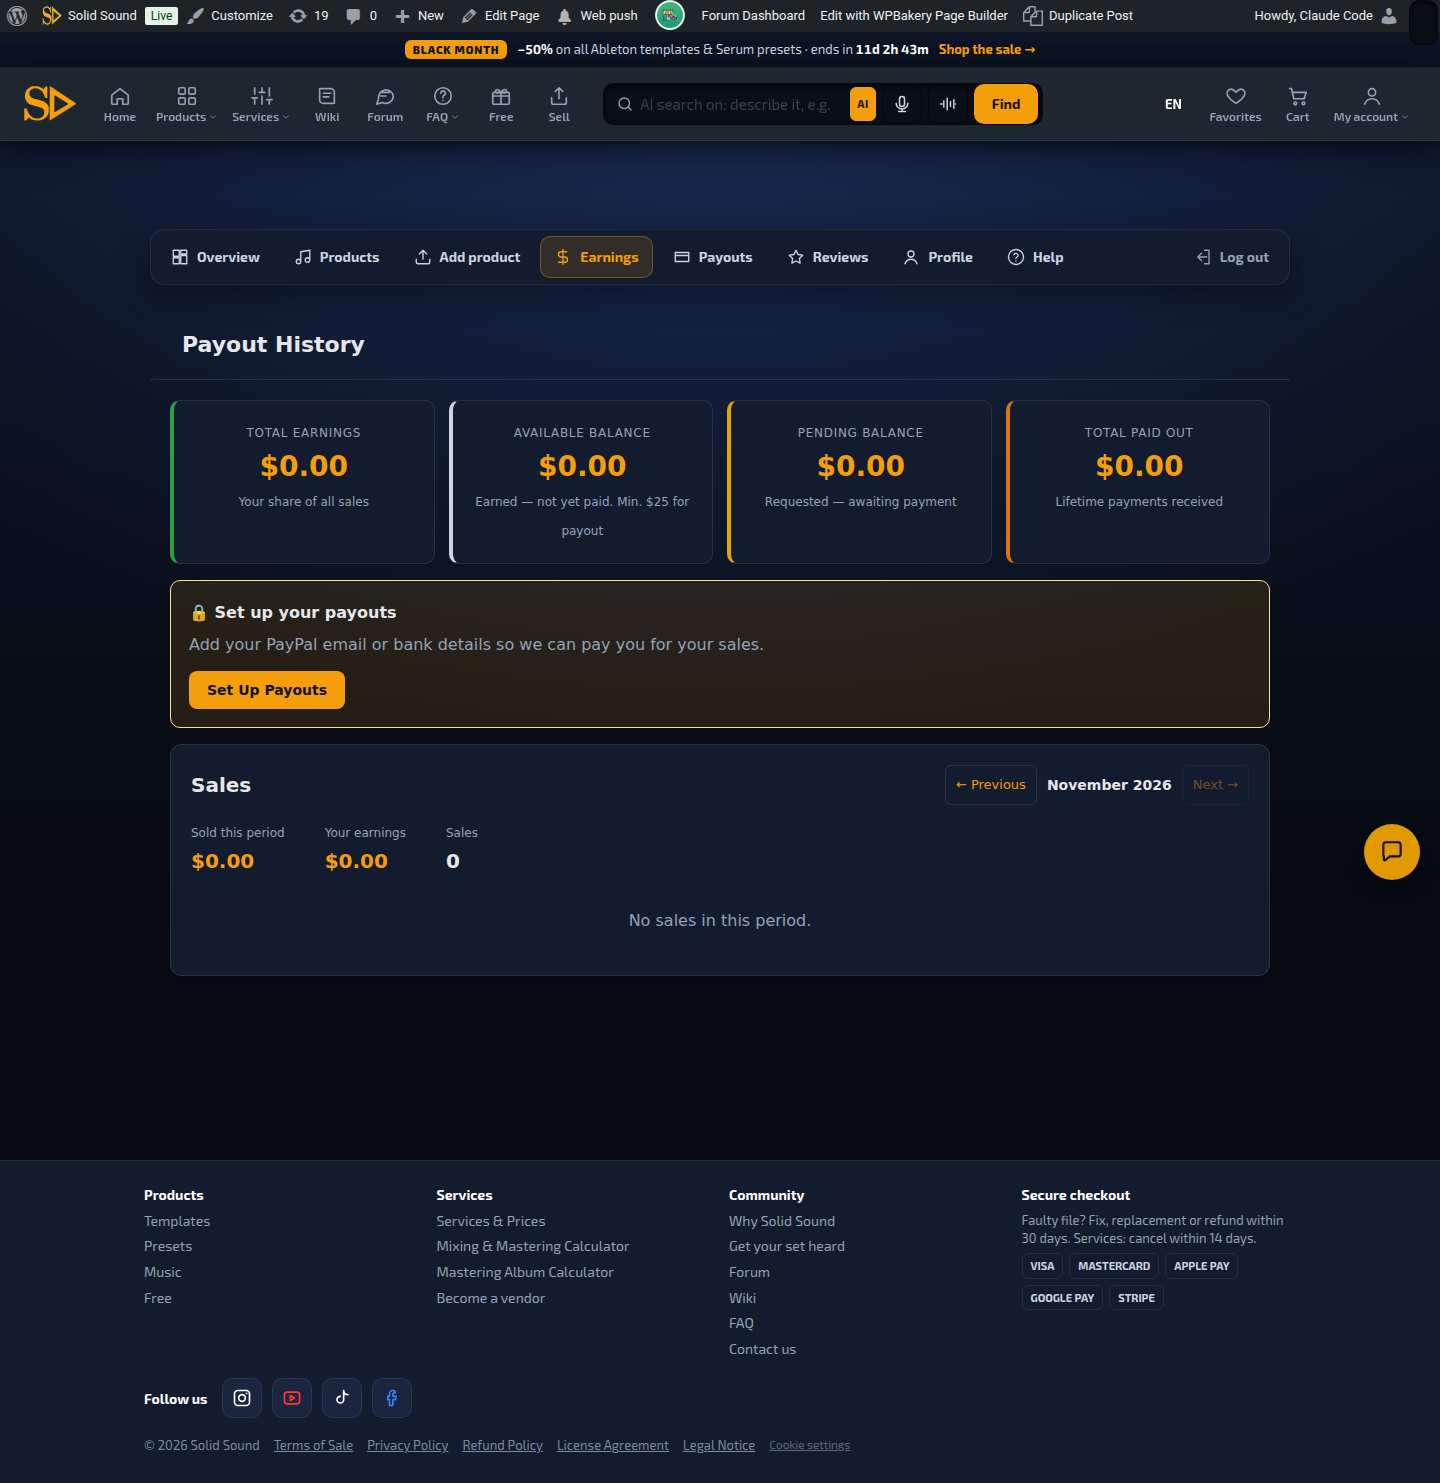 Solid Sound Live Customize 19 0 New Edit Page Web push Forum Dashboard Edit with WPBakery Page Builder Duplicate Post Howdy, Claude Code
BLACK MONTH −50% on all Ableton templates & Serum presets · ends in 11d 2h 43m Shop the sale →
Home Products Services Wiki Forum FAQ Free Sell
AI search on: describe it, e.g. AI Find
EN Favorites Cart My account
Overview Products Add product Earnings Payouts Reviews Profile Help Log out
Payout History
TOTAL EARNINGS
$0.00
Your share of all sales
AVAILABLE BALANCE
$0.00
Earned — not yet paid. Min. $25 for
payout
PENDING BALANCE
$0.00
Requested — awaiting payment
TOTAL PAID OUT
$0.00
Lifetime payments received
🔒 Set up your payouts
Add your PayPal email or bank details so we can pay you for your sales.
Set Up Payouts
Sales
← Previous November 2026 Next →
Sold this period Your earnings Sales
$0.00 $0.00 0
No sales in this period.
Products
Templates
Presets
Music
Free
Services
Services & Prices
Mixing & Mastering Calculator
Mastering Album Calculator
Become a vendor
Community
Why Solid Sound
Get your set heard
Forum
Wiki
FAQ
Contact us
Secure checkout
Faulty file? Fix, replacement or refund within
30 days. Services: cancel within 14 days.
VISA MASTERCARD APPLE PAY
GOOGLE PAY STRIPE
Follow us
© 2026 Solid Sound Terms of Sale Privacy Policy Refund Policy License Agreement Legal Notice Cookie settings